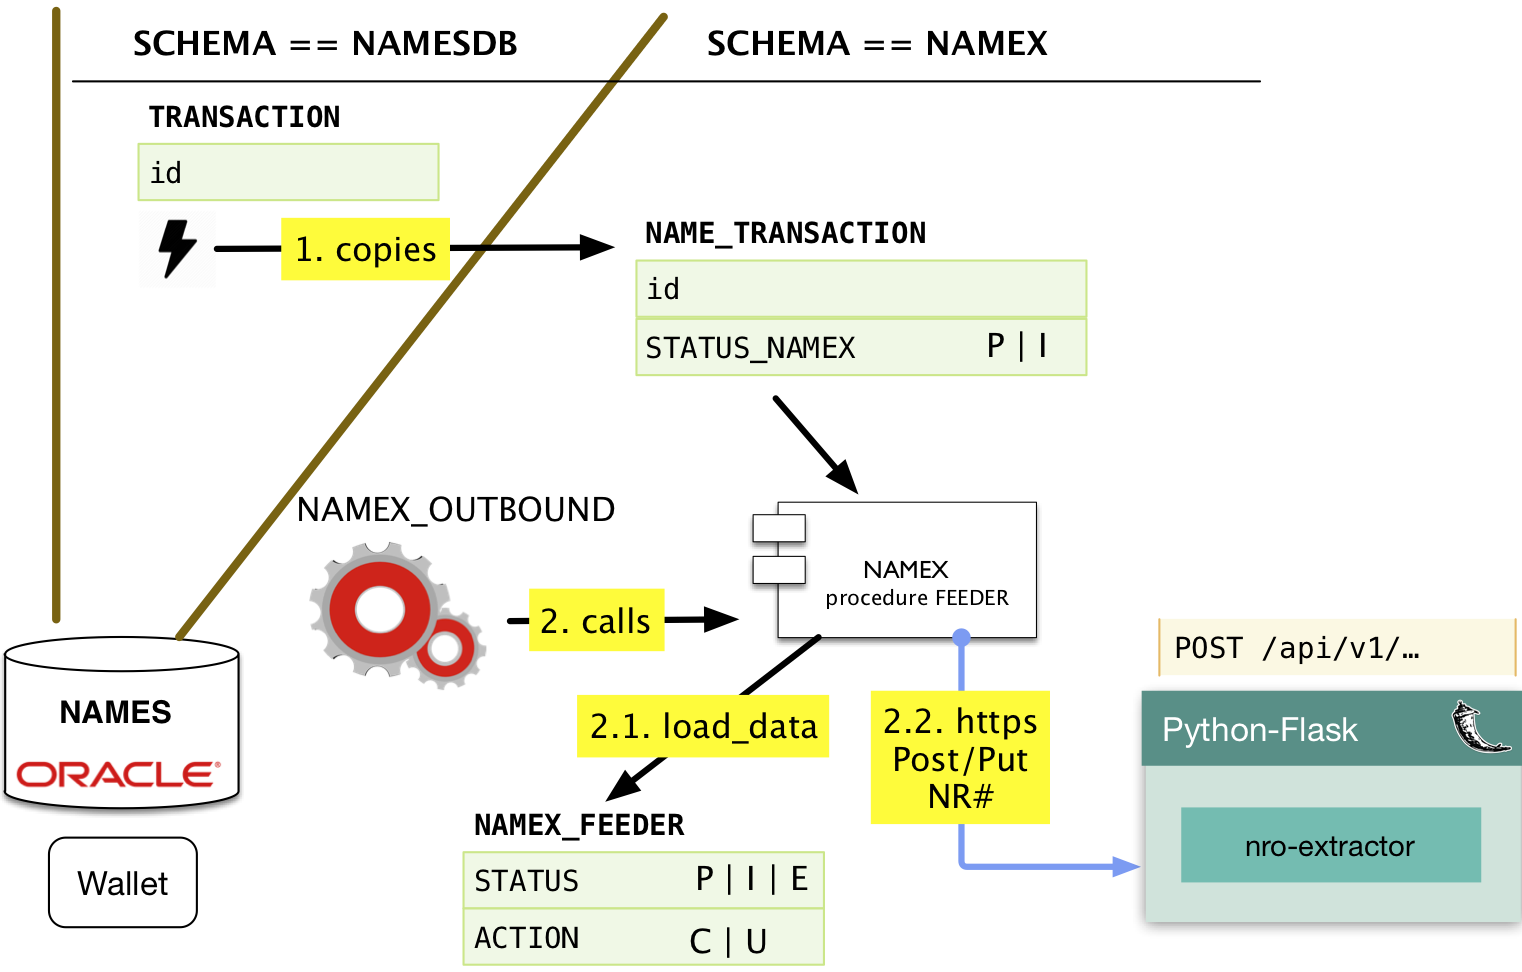 SCHEMA == NAMESDB
SCHEMA == NAMEX
TRANSACTION
id
1. copies
NAME_TRANSACTION
id
STATUS_NAMEX P | I
NAMEX_OUTBOUND
2. calls
NAMEX
procedure FEEDER
POST /api/v1/…
Python-Flask
nro-extractor
2.1. load_data
2.2. https
Post/Put
NR#
NAMES
ORACLE®
Wallet
NAMEX_FEEDER
STATUS P | I | E
ACTION C | U